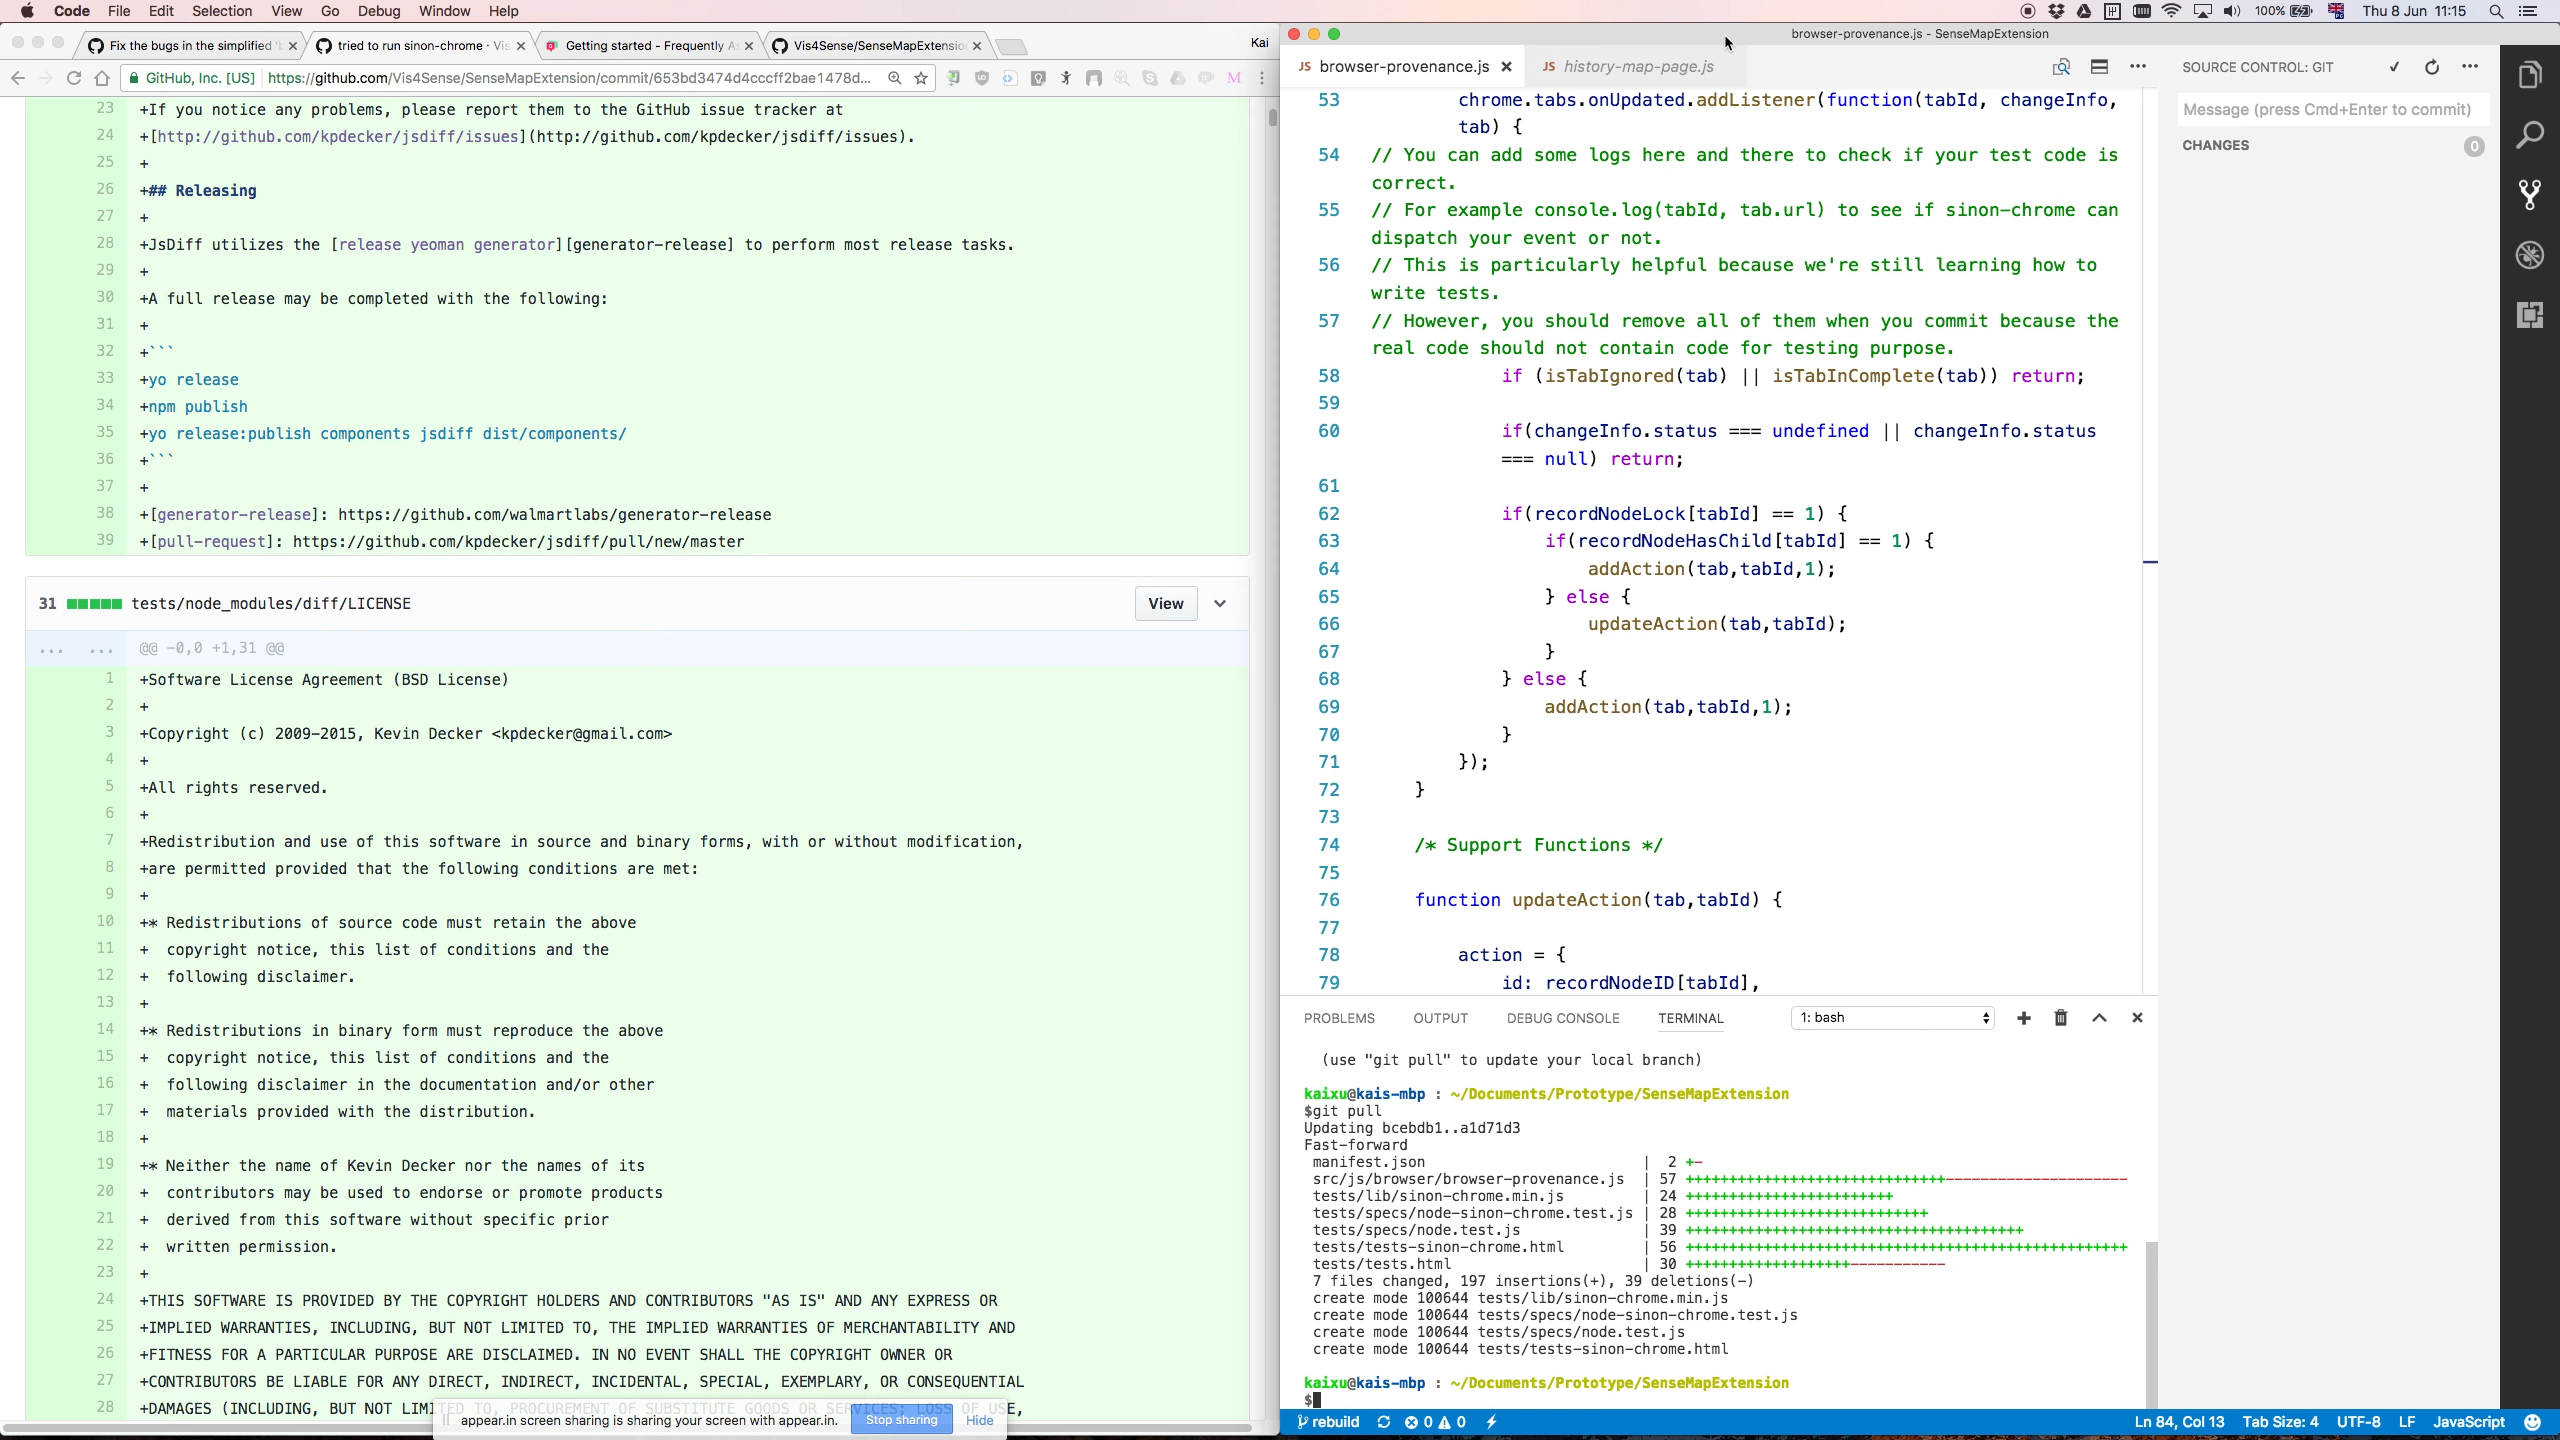 Code File Edit Selection View Go Debug Window Help
100% Thu 8 Jun 11:15
Fix the bugs in the simplified
tried to run sinon-chrome · Vis
Getting started - Frequently As
Vis4Sense/SenseMapExtensio
Kai
GitHub, Inc. [US] https://github.com/Vis4Sense/SenseMapExtension/commit/653bd3474d4cccff2bae1478d...
23 +If you notice any problems, please report them to the GitHub issue tracker at
24 +[http://github.com/kpdecker/jsdiff/issues](http://github.com/kpdecker/jsdiff/issues).
25 +
26 +## Releasing
27 +
28 +JsDiff utilizes the [release yeoman generator][generator-release] to perform most release tasks.
29 +
30 +A full release may be completed with the following:
31 +
32 +```
33 +yo release
34 +npm publish
35 +yo release:publish components jsdiff dist/components/
36 +```
37 +
38 +[generator-release]: https://github.com/walmartlabs/generator-release
39 +[pull-request]: https://github.com/kpdecker/jsdiff/pull/new/master
31 tests/node_modules/diff/LICENSE View
... ... @@ -0,0 +1,31 @@
1 +Software License Agreement (BSD License)
2 +
3 +Copyright (c) 2009-2015, Kevin Decker <kpdecker@gmail.com>
4 +
5 +All rights reserved.
6 +
7 +Redistribution and use of this software in source and binary forms, with or without modification,
8 +are permitted provided that the following conditions are met:
9 +
10 +* Redistributions of source code must retain the above
11 + copyright notice, this list of conditions and the
12 + following disclaimer.
13 +
14 +* Redistributions in binary form must reproduce the above
15 + copyright notice, this list of conditions and the
16 + following disclaimer in the documentation and/or other
17 + materials provided with the distribution.
18 +
19 +* Neither the name of Kevin Decker nor the names of its
20 + contributors may be used to endorse or promote products
21 + derived from this software without specific prior
22 + written permission.
23 +
24 +THIS SOFTWARE IS PROVIDED BY THE COPYRIGHT HOLDERS AND CONTRIBUTORS "AS IS" AND ANY EXPRESS OR
25 +IMPLIED WARRANTIES, INCLUDING, BUT NOT LIMITED TO, THE IMPLIED WARRANTIES OF MERCHANTABILITY AND
26 +FITNESS FOR A PARTICULAR PURPOSE ARE DISCLAIMED. IN NO EVENT SHALL THE COPYRIGHT OWNER OR
27 +CONTRIBUTORS BE LIABLE FOR ANY DIRECT, INDIRECT, INCIDENTAL, SPECIAL, EXEMPLARY, OR CONSEQUENTIAL
28 +DAMAGES (INCLUDING, BUT NOT LIMITED TO, PROCUREMENT OF SUBSTITUTE GOODS OR SERVICES; LOSS OF USE,
appear.in screen sharing is sharing your screen with appear.in. Stop sharing Hide
browser-provenance.js - SenseMapExtension
JS browser-provenance.js
JS history-map-page.js
53 chrome.tabs.onUpdated.addListener(function(tabId, changeInfo,
tab) {
54 // You can add some logs here and there to check if your test code is
correct.
55 // For example console.log(tabId, tab.url) to see if sinon-chrome can
dispatch your event or not.
56 // This is particularly helpful because we're still learning how to
write tests.
57 // However, you should remove all of them when you commit because the
real code should not contain code for testing purpose.
58 if (isTabIgnored(tab) || isTabInComplete(tab)) return;
59
60 if(changeInfo.status === undefined || changeInfo.status
=== null) return;
61
62 if(recordNodeLock[tabId] == 1) {
63 if(recordNodeHasChild[tabId] == 1) {
64 addAction(tab,tabId,1);
65 } else {
66 updateAction(tab,tabId);
67 }
68 } else {
69 addAction(tab,tabId,1);
70 }
71 });
72 }
73
74 /* Support Functions */
75
76 function updateAction(tab,tabId) {
77
78 action = {
79 id: recordNodeID[tabId],
PROBLEMS OUTPUT DEBUG CONSOLE TERMINAL 1: bash
(use "git pull" to update your local branch)
kaixu@kais-mbp : ~/Documents/Prototype/SenseMapExtension
$git pull
Updating bcebdb1..a1d71d3
Fast-forward
manifest.json | 2 +-
src/js/browser/browser-provenance.js | 57 ++++++++++++++++++++++++++++++---------------------
tests/lib/sinon-chrome.min.js | 24 ++++++++++++++++++++++++
tests/specs/node-sinon-chrome.test.js | 28 ++++++++++++++++++++++++++++
tests/specs/node.test.js | 39 +++++++++++++++++++++++++++++++++++++++
tests/tests-sinon-chrome.html | 56 +++++++++++++++++++++++++++++++++++++++++++++++++++
tests/tests.html | 30 +++++++++++++++++++-----------
7 files changed, 197 insertions(+), 39 deletions(-)
create mode 100644 tests/lib/sinon-chrome.min.js
create mode 100644 tests/specs/node-sinon-chrome.test.js
create mode 100644 tests/specs/node.test.js
create mode 100644 tests/tests-sinon-chrome.html
kaixu@kais-mbp : ~/Documents/Prototype/SenseMapExtension
$
rebuild 0 0 Ln 84, Col 13 Tab Size: 4 UTF-8 LF JavaScript
SOURCE CONTROL: GIT
Message (press Cmd+Enter to commit)
CHANGES 0